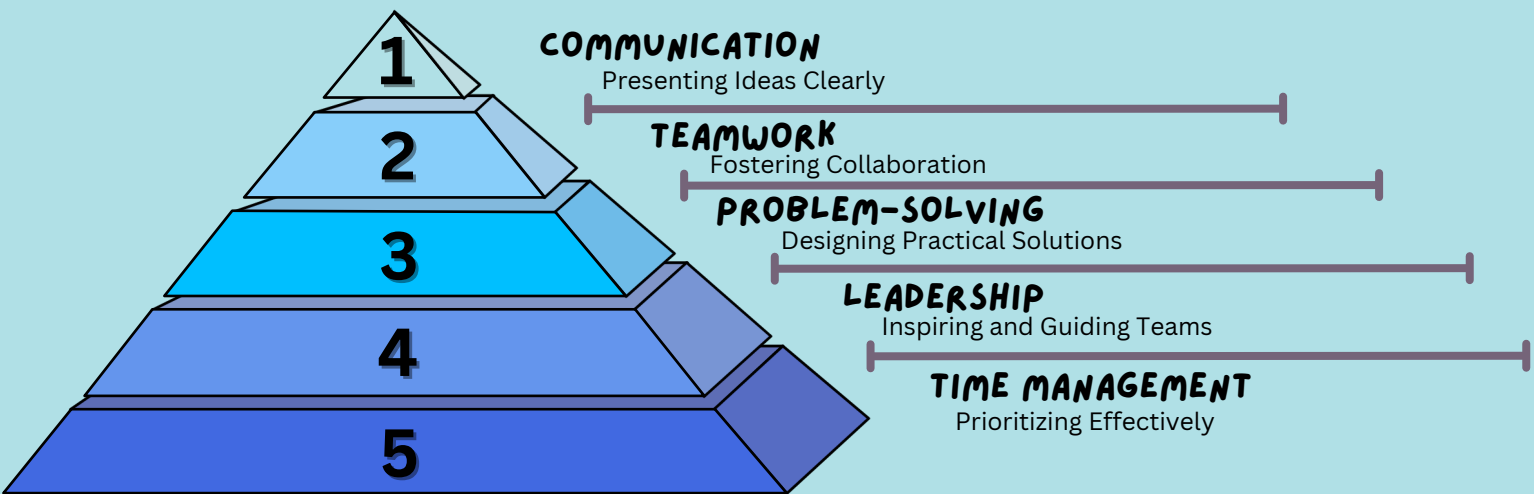 1
COMMUNICATION
Presenting Ideas Clearly
2
TEAMWORK
Fostering Collaboration
3
PROBLEM-SOLVING
Designing Practical Solutions
4
LEADERSHIP
Inspiring and Guiding Teams
5
TIME MANAGEMENT
Prioritizing Effectively